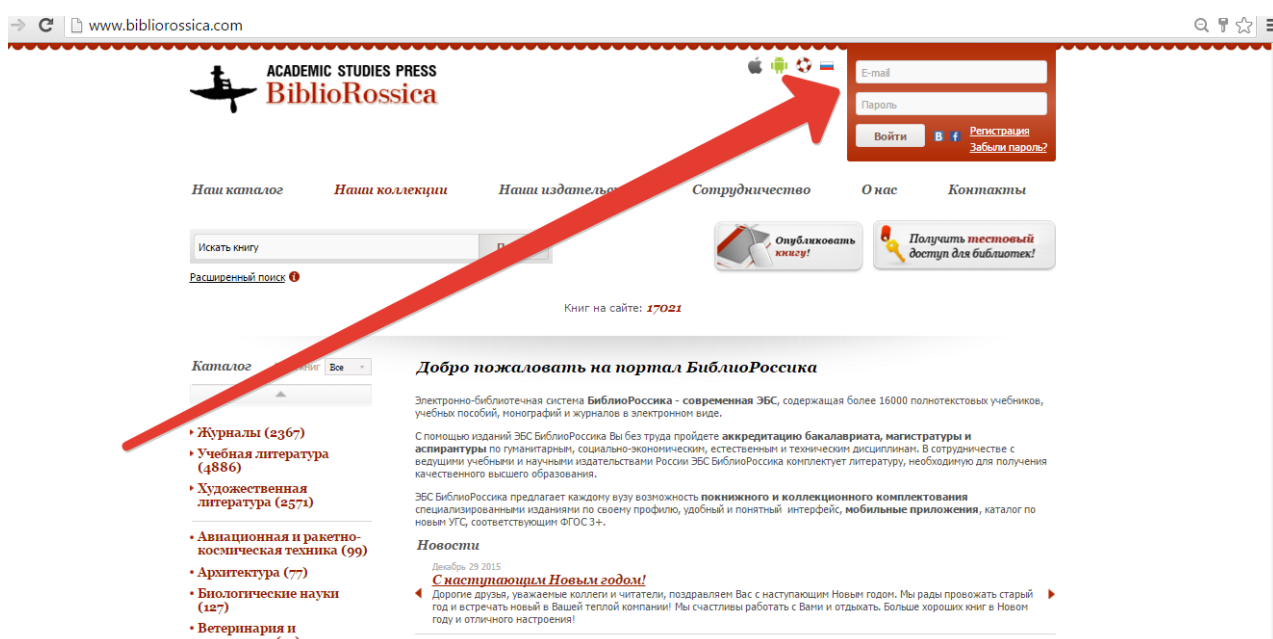 www.bibliorossica.com
ACADEMIC STUDIES PRESS
BiblioRossica
E-mail
Пароль
Войти
Регистрация
Забыли пароль?
Наш каталог
Наши коллекции
Наши
Сотрудничество
О нас
Контакты
Искать книгу
Расширенный поиск
Опубликовать
книгу!
Получить тестовый
доступ для библиотек!
Книг на сайте: 17021
Каталог
Все
Журналы (2367)
Учебная литература
(4886)
Художественная
литература (2571)
Авиационная и ракетно-
космическая техника (99)
Архитектура (77)
Биологические науки
(127)
Ветеринария и
Добро пожаловать на портал БиблиоРоссика
Электронно-библиотечная система БиблиоРоссика - современная ЭБС, содержащая более 16000 полнотекстовых учебников,
учебных пособий, монографий и журналов в электронном виде.
С помощью изданий ЭБС БиблиоРоссика Вы без труда пройдете аккредитацию бакалавриата, магистратуры и
аспирантуры по гуманитарным, социально-экономическим, естественным и техническим дисциплинам. В сотрудничестве с
ведущими учебными и научными издательствами России ЭБС БиблиоРоссика комплектует литературу, необходимую для получения
качественного высшего образования.
ЭБС БиблиоРоссика предлагает каждому вузу возможность покнижного и коллекционного комплектования
специализированными изданиями по своему профилю, удобный и понятный интерфейс, мобильные приложения, каталог по
новым УГС, соответствующим ФГОС 3+.
Новости
Декабрь 29 2015
С наступающим Новым годом!
Дорогие друзья, уважаемые коллеги и читатели, поздравляем Вас с наступающим Новым годом. Мы рады провожать старый
год и встречать новый в Вашей теплой компании! Мы счастливы работать с Вами и отдыхать. Больше хороших книг в Новом
году и отличного настроения!